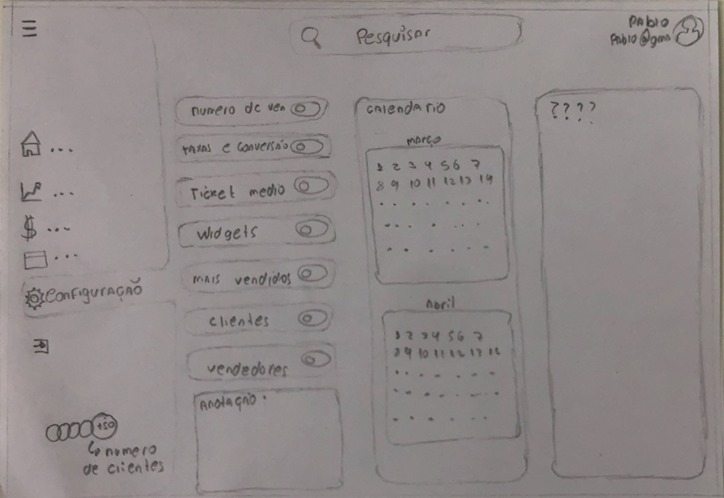 Pesquisar
Pablo
Pablo@gma
numero de ven
taxas e conversão
Ticket medio
Widgets
mais vendidos
clientes
vendedores
Anotação.
...
...
$ ...
...
Configuração
+50
numero
de clientes
Calendario
março
1 2 3 4 5 6 7
8 9 10 11 12 13 14
Abril
1 2 3 4 5 6 7
8 9 10 11 12 13 14
????